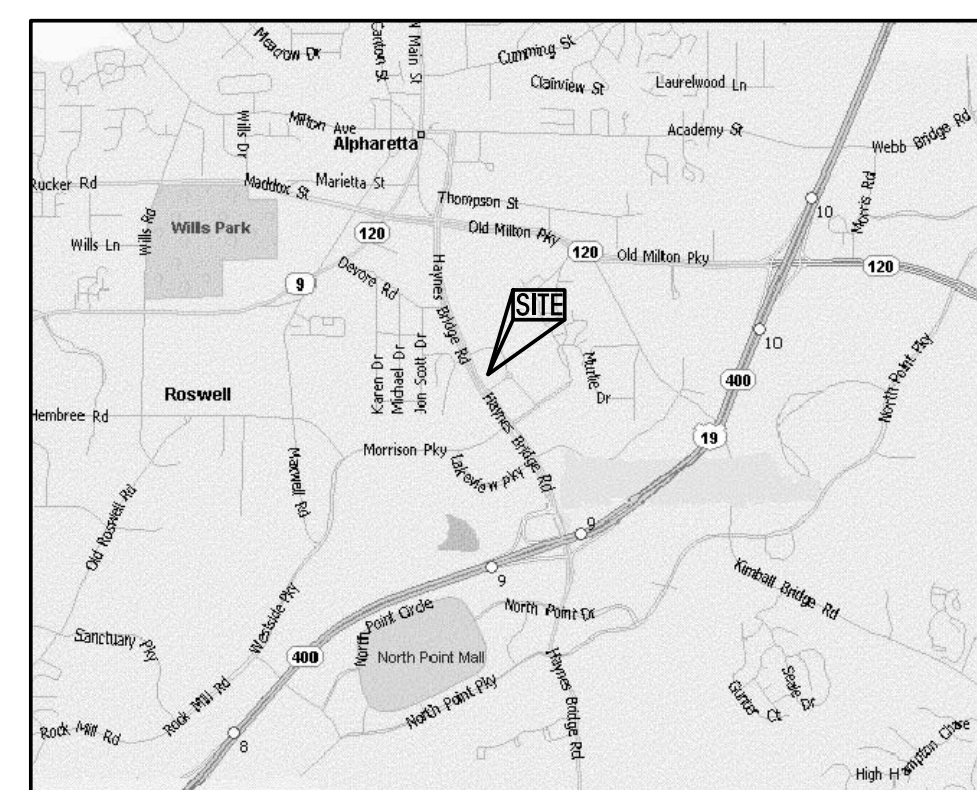 Meadow Dr
Canton St
N Main St
Cumming St
Clairview St
Laurelwood Ln
Wills Dr
Milton Ave
Alpharetta
Academy St
Webb Bridge Rd
Rucker Rd
Maddox St
Marietta St
Thompson St
10
Morris Rd
Wills Ln
Wills Rd
Wills Park
120
Old Milton Pky
120
Old Milton Pky
120
9
Devore Rd
Haynes Bridge Rd
SITE
10
North Point Pky
Karen Dr
Michael Dr
Jon Scott Dr
Murlie
Dr
400
Roswell
Hembree Rd
Haynes Bridge Rd
19
Morrison Pky
Lakeview pky
Maxwell Rd
Old Roswell Rd
9
9
Kimball Bridge Rd
Westside Pky
North
Point Circle
North Point Dr
Sanctuary Pky
400
North Point Mall
Haynes Bridge Rd
Gunter Ct
Seale Dr
Rock Mill Rd
Rock Mill Rd
North Point Pky
8
High Hampton Chase